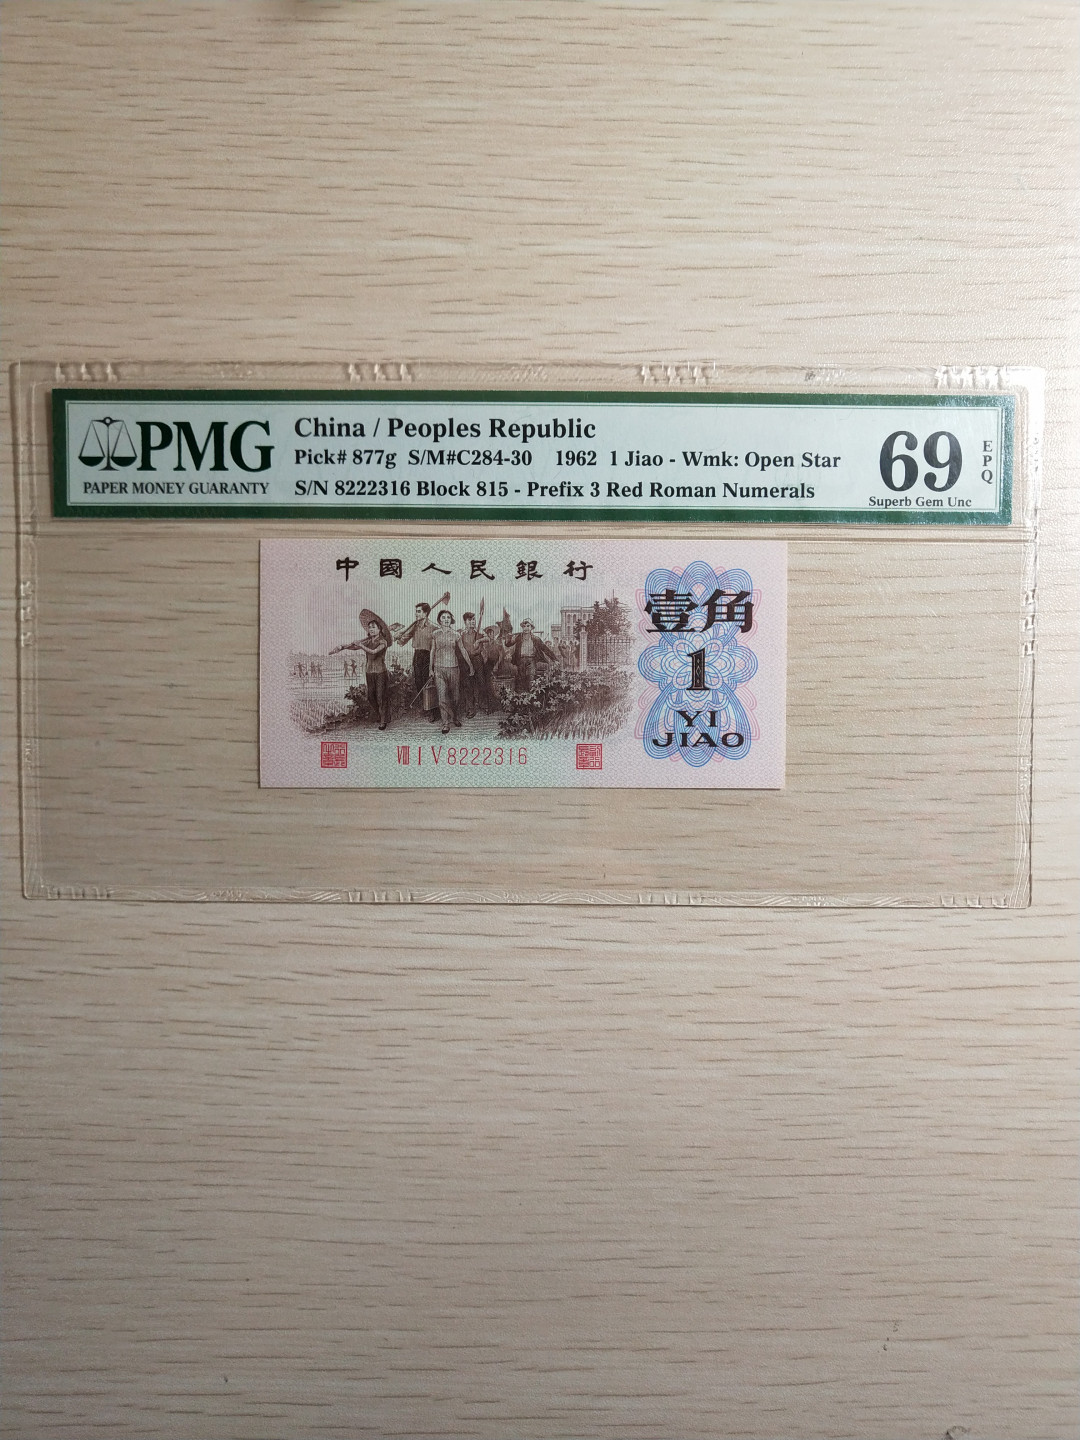 PMG
PAPER MONEY GUARANTY
China / Peoples Republic
Pick# 877g S/M#C284-30 1962 1 Jiao - Wmk: Open Star
S/N 8222316 Block 815 - Prefix 3 Red Roman Numerals
69
EPQ
Superb Gem Unc
中國人民銀行
壹角
1
YI
JIAO
VIII I V 8222316